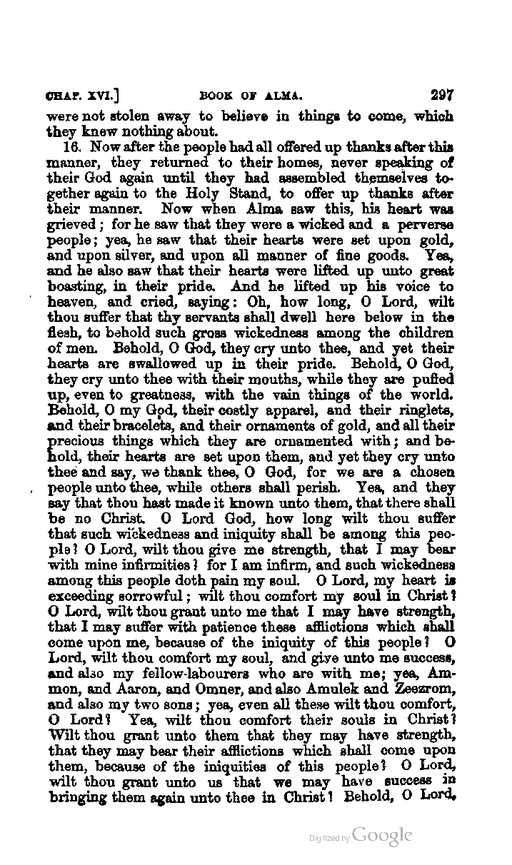 CHAP. XVI.] BOOK OF ALMA. 297
were not stolen away to believe in things to come, which
they knew nothing about.
16. Now after the people had all offered up thanks after this
manner, they returned to their homes, never speaking of
their God again until they had assembled themselves to-
gether again to the Holy Stand, to offer up thanks after
their manner. Now when Alma saw this, his heart was
grieved; for he saw that they were a wicked and a perverse
people; yea, he saw that their hearts were set upon gold,
and upon silver, and upon all manner of fine goods. Yea,
and he also saw that their hearts were lifted up unto great
boasting, in their pride. And he lifted up his voice to
heaven, and cried, saying: Oh, how long, O Lord, wilt
thou suffer that thy servants shall dwell here below in the
flesh, to behold such gross wickedness among the children
of men. Behold, O God, they cry unto thee, and yet their
hearts are swallowed up in their pride. Behold, O God,
they cry unto thee with their mouths, while they are puffed
up, even to greatness, with the vain things of the world.
Behold, O my God, their costly apparel, and their ringlets,
and their bracelets, and their ornaments of gold, and all their
precious things which they are ornamented with; and be-
hold, their hearts are set upon them, and yet they cry unto
thee and say, we thank thee, O God, for we are a chosen
people unto thee, while others shall perish. Yea, and they
say that thou hast made it known unto them, that there shall
be no Christ. O Lord God, how long wilt thou suffer
that such wickedness and iniquity shall be among this peo-
ple? O Lord, wilt thou give me strength, that I may bear
with mine infirmities? for I am infirm, and such wickedness
among this people doth pain my soul. O Lord, my heart is
exceeding sorrowful; wilt thou comfort my soul in Christ?
O Lord, wilt thou grant unto me that I may have strength,
that I may suffer with patience these afflictions which shall
come upon me, because of the iniquity of this people? O
Lord, wilt thou comfort my soul, and give unto me success,
and also my fellow-labourers who are with me; yea, Am-
mon, and Aaron, and Omner, and also Amulek and Zeezrom,
and also my two sons; yea, even all these wilt thou comfort,
O Lord? Yea, wilt thou comfort their souls in Christ?
Wilt thou grant unto them that they may have strength,
that they may bear their afflictions which shall come upon
them, because of the iniquities of this people? O Lord,
wilt thou grant unto us that we may have success in
bringing them again unto thee in Christ? Behold, O Lord,
Digitized by Google